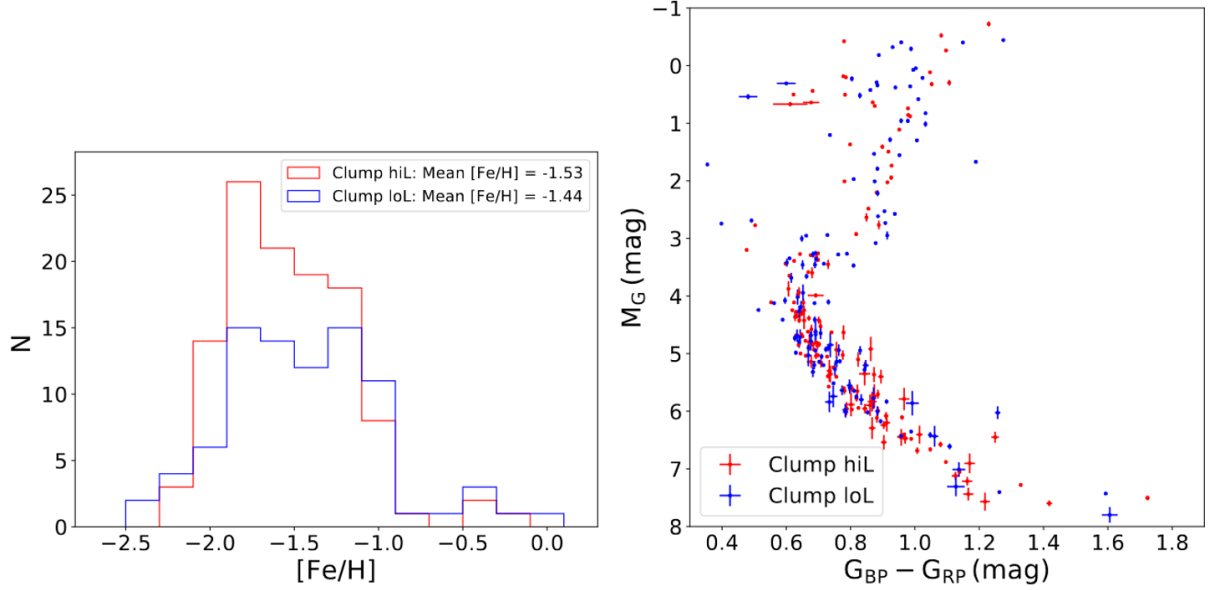 N
25
20
15
10
5
0
Clump hiL: Mean [Fe/H] = -1.53
Clump loL: Mean [Fe/H] = -1.44
−2.5 −2.0 −1.5 −1.0 −0.5 0.0
[Fe/H]
M_G (mag)
−1
0
1
2
3
4
5
6
7
8
Clump hiL
Clump loL
0.4 0.6 0.8 1.0 1.2 1.4 1.6 1.8
G_BP − G_RP (mag)